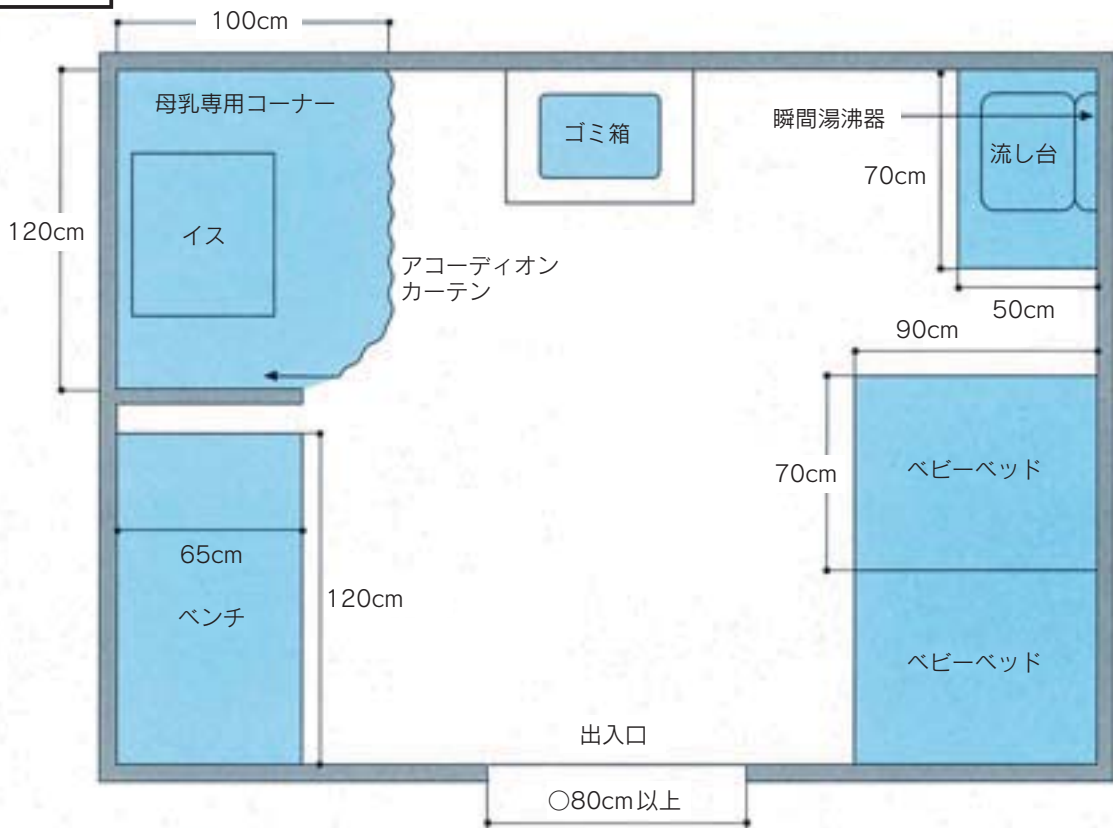 100cm
母乳専用コーナー
イス
120cm
アコーディオン
カーテン
ゴミ箱
瞬間湯沸器
流し台
70cm
50cm
90cm
70cm
ベビーベッド
ベビーベッド
65cm
ベンチ
120cm
出入口
○80cm以上